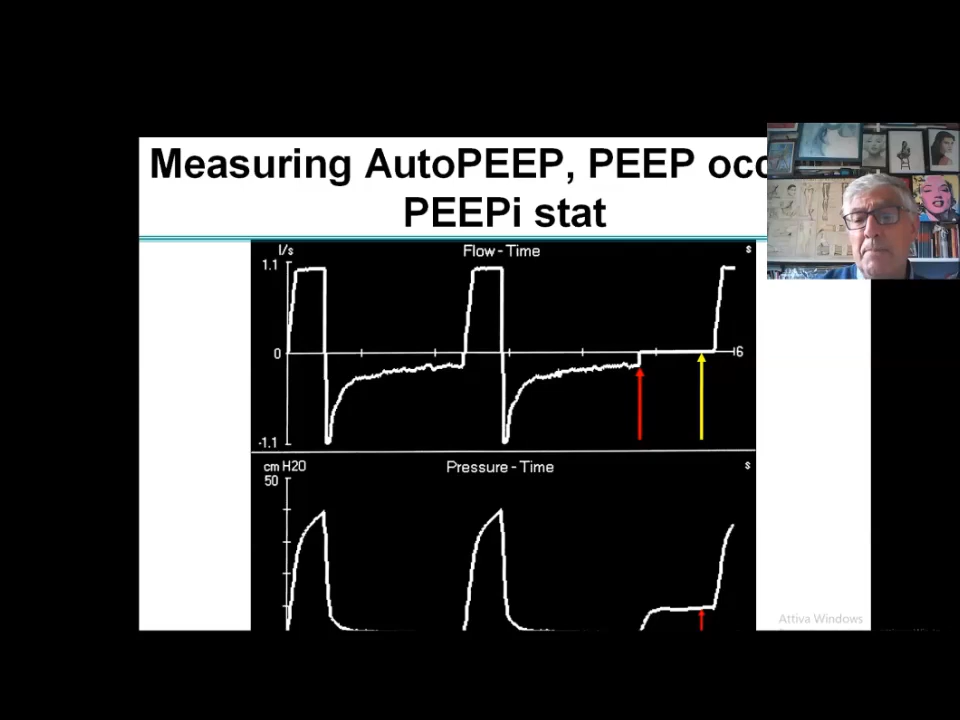 Measuring AutoPEEP, PEEP occ
PEEPi stat
l/s
Flow - Time
s
1.1
0
6
-1.1
cm H20
Pressure - Time
s
50
Attiva Windows